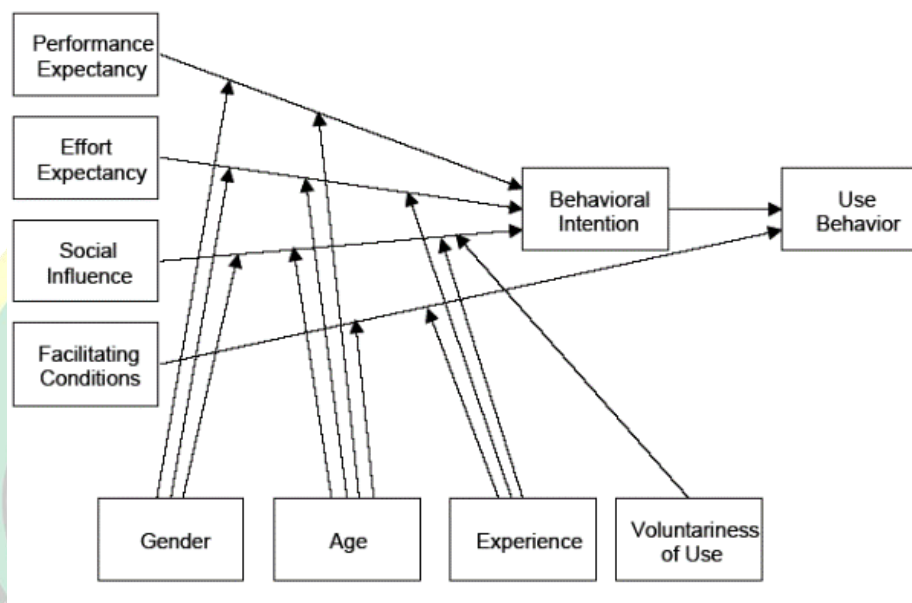 Performance
Expectancy
Effort
Expectancy
Social
Influence
Facilitating
Conditions
Behavioral
Intention
Use
Behavior
Gender
Age
Experience
Voluntariness
of Use